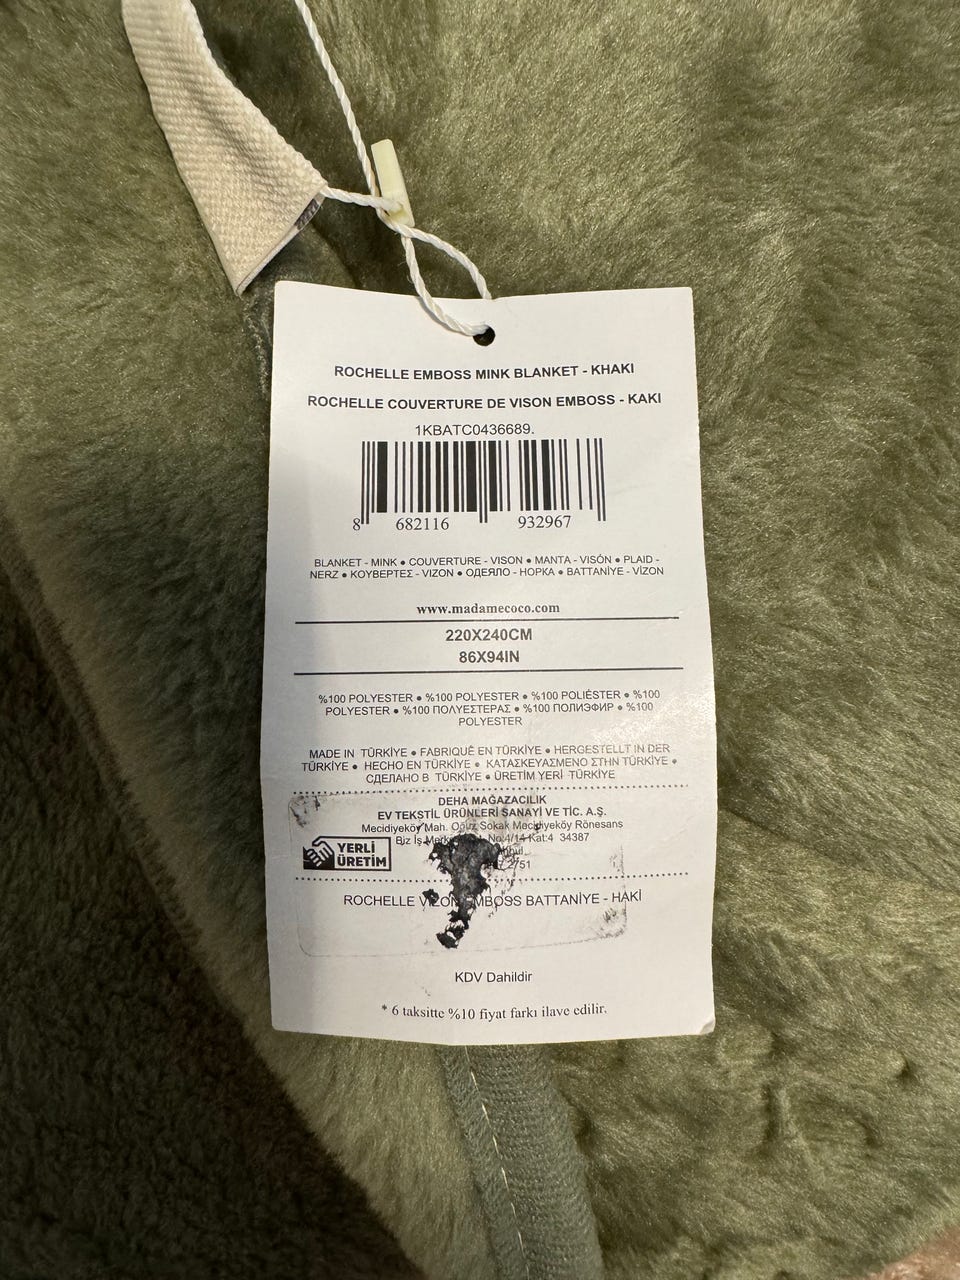 ROCHELLE EMBOSS MINK BLANKET - KHAKI
ROCHELLE COUVERTURE DE VISON EMBOSS - KAKI
1KBATC0436689.
8 682116 932967
BLANKET - MINK ● COUVERTURE - VISON ● MANTA - VISÓN ● PLAID -
NERZ ● ΚΟΥΒΕΡΤΕΣ - VIZON ● ОДЕЯЛО - НОРКА ● BATTANİYE - VİZON
www.madamecoco.com
220X240CM
86X94IN
%100 POLYESTER ● %100 POLYESTER ● %100 POLIÉSTER ● %100
POLYESTER ● %100 ΠΟΛΥΕΣΤΕΡΑΣ ● %100 ПОЛИЭФИР ● %100
POLYESTER
MADE IN TÜRKİYE ● FABRIQUÉ EN TÜRKİYE ● HERGESTELLT IN DER
TÜRKİYE ● HECHO EN TÜRKİYE ● ΚΑΤΑΣΚΕΥΑΣΜΕΝΟ ΣΤΗΝ TÜRKİYE ●
СДЕЛАНО В TÜRKİYE ● ÜRETİM YERİ TÜRKİYE
DEHA MAĞAZACILIK
EV TEKSTİL ÜRÜNLERİ SANAYİ VE TİC. A.Ş.
Mecidiyeköy Mah. Oğuz Sokak Mecidiyeköy Rönesans
Biz İş No:4/14 Kat:4 34387
2751
YERLİ
ÜRETİM
ROCHELLE VİZON EMBOSS BATTANİYE - HAKİ
KDV Dahildir
* 6 taksitte %10 fiyat farkı ilave edilir.